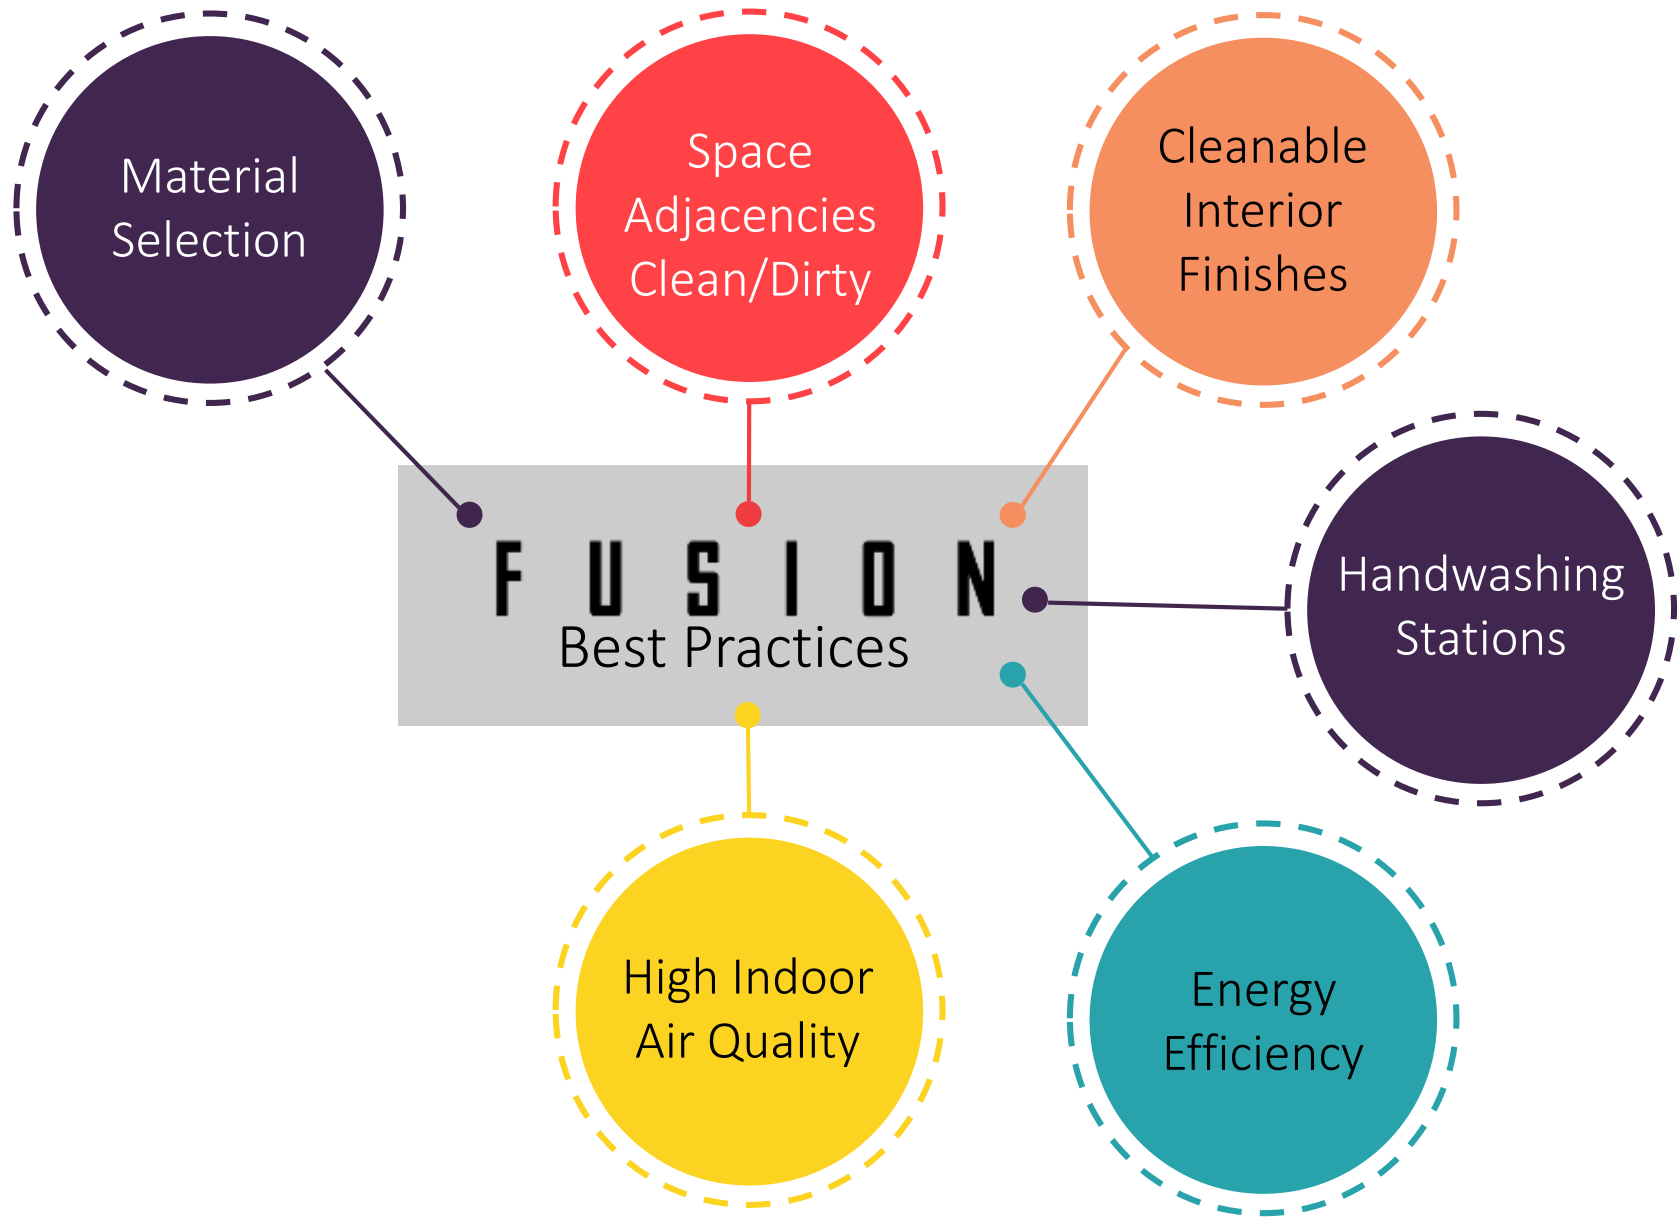 Material
Selection
Space
Adjacencies
Clean/Dirty
Cleanable
Interior
Finishes
FUSION
Best Practices
Handwashing
Stations
High Indoor
Air Quality
Energy
Efficiency